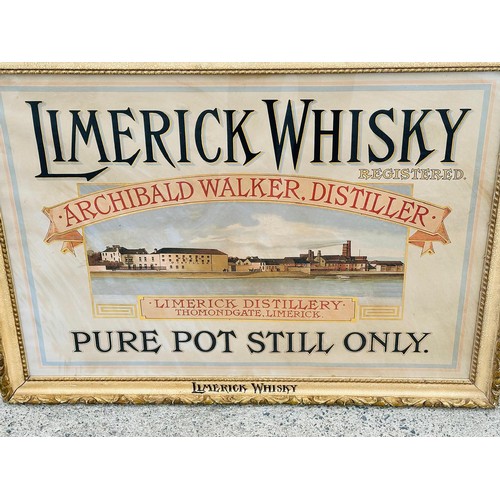 LIMERICK WHISKY
REGISTERED.
·ARCHIBALD WALKER, DISTILLER·
·LIMERICK DISTILLERY·
THOMONDGATE, LIMERICK.
PURE POT STILL ONLY.
LIMERICK WHISKY